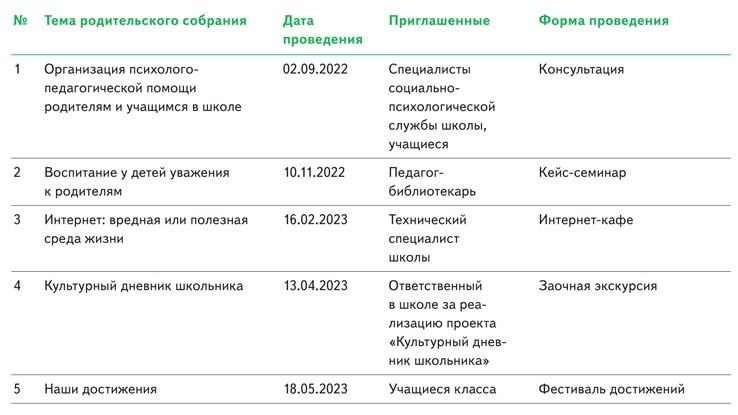 № Тема родительского собрания Дата проведения Приглашенные Форма проведения
1 Организация психолого- 02.09.2022 Специалисты Консультация
педагогической помощи социально-
родителям и учащимся в школе психологической
службы школы,
учащиеся
2 Воспитание у детей уважения 10.11.2022 Педагог- Кейс-семинар
к родителям библиотекарь
3 Интернет: вредная или полезная 16.02.2023 Технический Интернет-кафе
среда жизни специалист
школы
4 Культурный дневник школьника 13.04.2023 Ответственный Заочная экскурсия
в школе за реа-
лизацию проекта
«Культурный днев-
ник школьника»
5 Наши достижения 18.05.2023 Учащиеся класса Фестиваль достижений